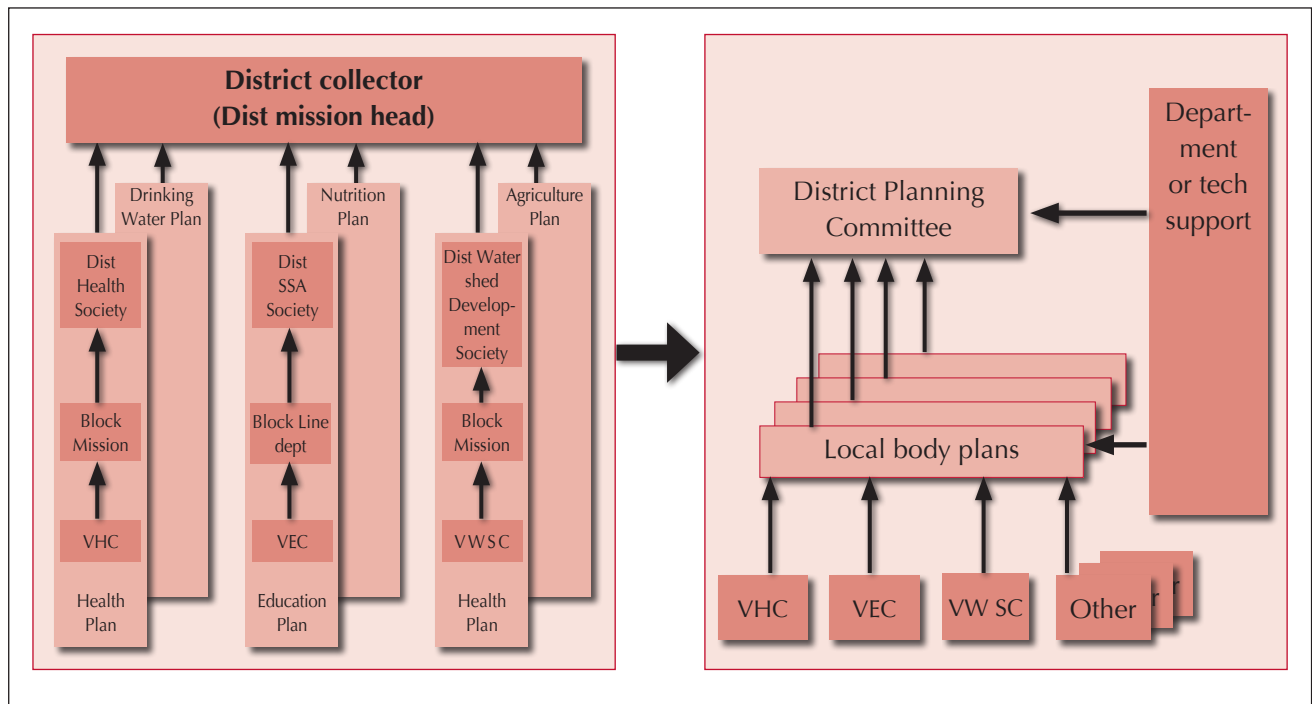 District collector
(Dist mission head)
Drinking
Water Plan
Dist
Health
Society
Block
Mission
VHC
Health
Plan
Nutrition
Plan
Dist
SSA
Society
Block Line
dept
VEC
Education
Plan
Agriculture
Plan
Dist Water
shed
Develop-
ment
Society
Block
Mission
VWSC
Health
Plan
Depart-
ment
or tech
support
District Planning
Committee
Local body plans
VHC
VEC
VW SC
Other